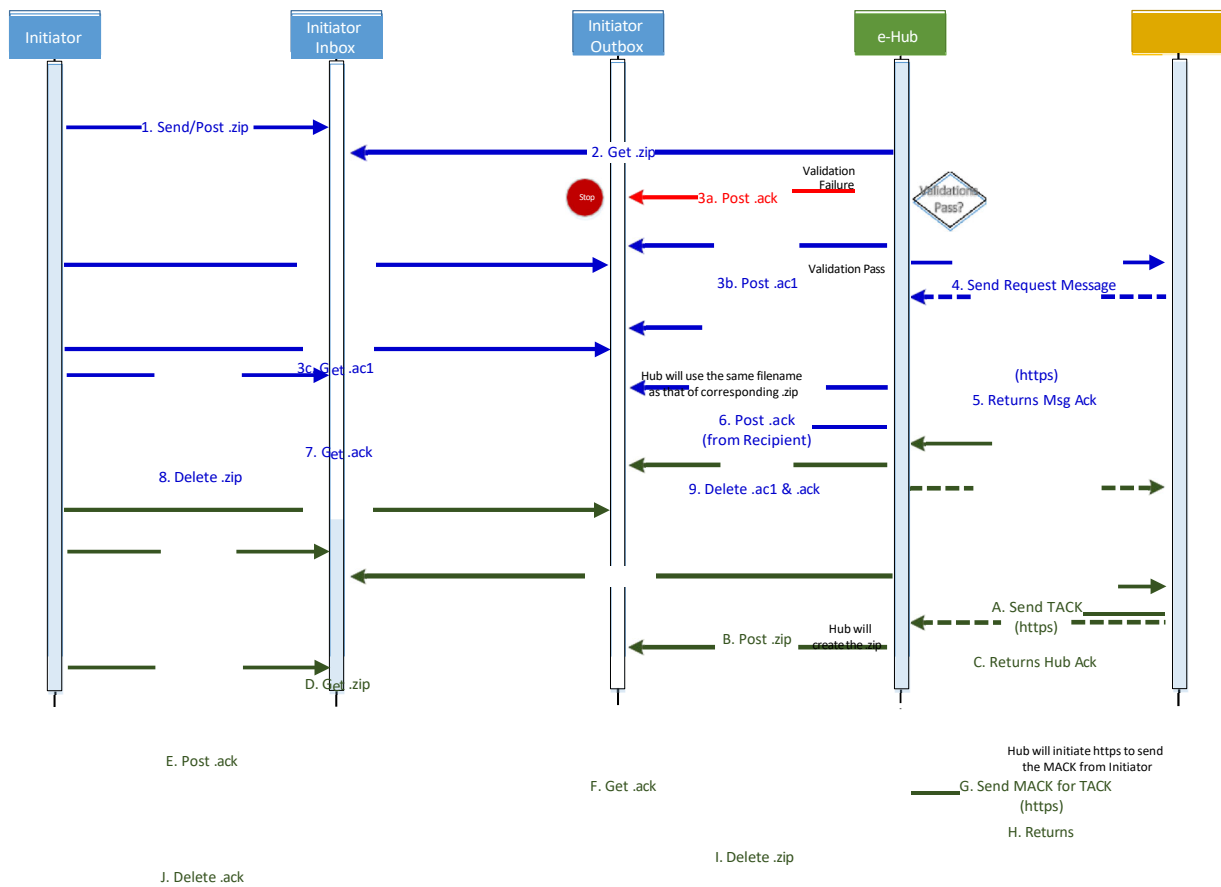 Initiator
Initiator
Inbox
Initiator
Outbox
e-Hub
1. Send/Post .zip
2. Get .zip
Validation
Failure
Stop
3a. Post .ack
Validations
Pass?
Validation Pass
3b. Post .ac1
4. Send Request Message
3c. Get .ac1
Hub will use the same filename
as that of corresponding .zip
(https)
5. Returns Msg Ack
6. Post .ack
(from Recipient)
7. Get .ack
8. Delete .zip
9. Delete .ac1 & .ack
A. Send TACK
(https)
B. Post .zip
Hub will
create the .zip
C. Returns Hub Ack
D. Get .zip
E. Post .ack
Hub will initiate https to send
the MACK from Initiator
F. Get .ack
G. Send MACK for TACK
(https)
H. Returns
I. Delete .zip
J. Delete .ack